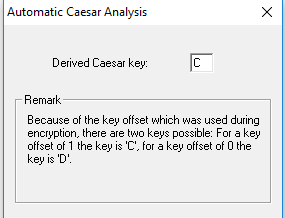 Automatic Caesar Analysis
Derived Caesar key: C
Remark
Because of the key offset which was used during
encryption, there are two keys possible: For a key
offset of 1 the key is 'C', for a key offset of 0 the
key is 'D'.